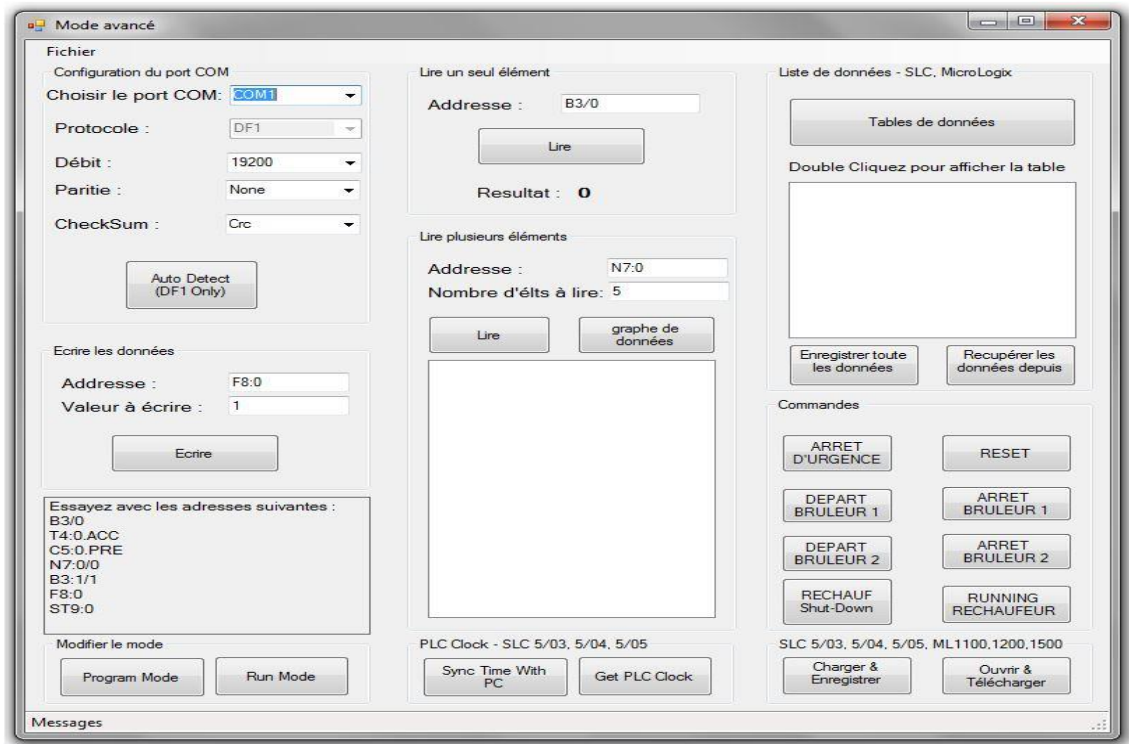 Mode avancé
Fichier
Configuration du port COM
Choisir le port COM: COM1
Protocole : DF1
Débit : 19200
Paritie : None
CheckSum : Crc
Auto Detect
(DF1 Only)
Ecrire les données
Addresse : F8:0
Valeur à écrire : 1
Ecrire
Essayez avec les adresses suivantes :
B3/0
T4:0.ACC
C5:0.PRE
N7:0/0
B3:1/1
F8:0
ST9:0
Modifier le mode
Program Mode
Run Mode
Lire un seul élément
Addresse : B3/0
Lire
Resultat : 0
Lire plusieurs éléments
Addresse : N7:0
Nombre d'élts à lire: 5
Lire
graphe de
données
PLC Clock - SLC 5/03, 5/04, 5/05
Sync Time With
PC
Get PLC Clock
Liste de données - SLC, MicroLogix
Tables de données
Double Cliquez pour afficher la table
Enregistrer toute
les données
Recupérer les
données depuis
Commandes
ARRET
D'URGENCE
RESET
DEPART
BRULEUR 1
ARRET
BRULEUR 1
DEPART
BRULEUR 2
ARRET
BRULEUR 2
RECHAUF
Shut-Down
RUNNING
RECHAUFEUR
SLC 5/03, 5/04, 5/05, ML1100,1200,1500
Charger &
Enregistrer
Ouvrir &
Télécharger
Messages